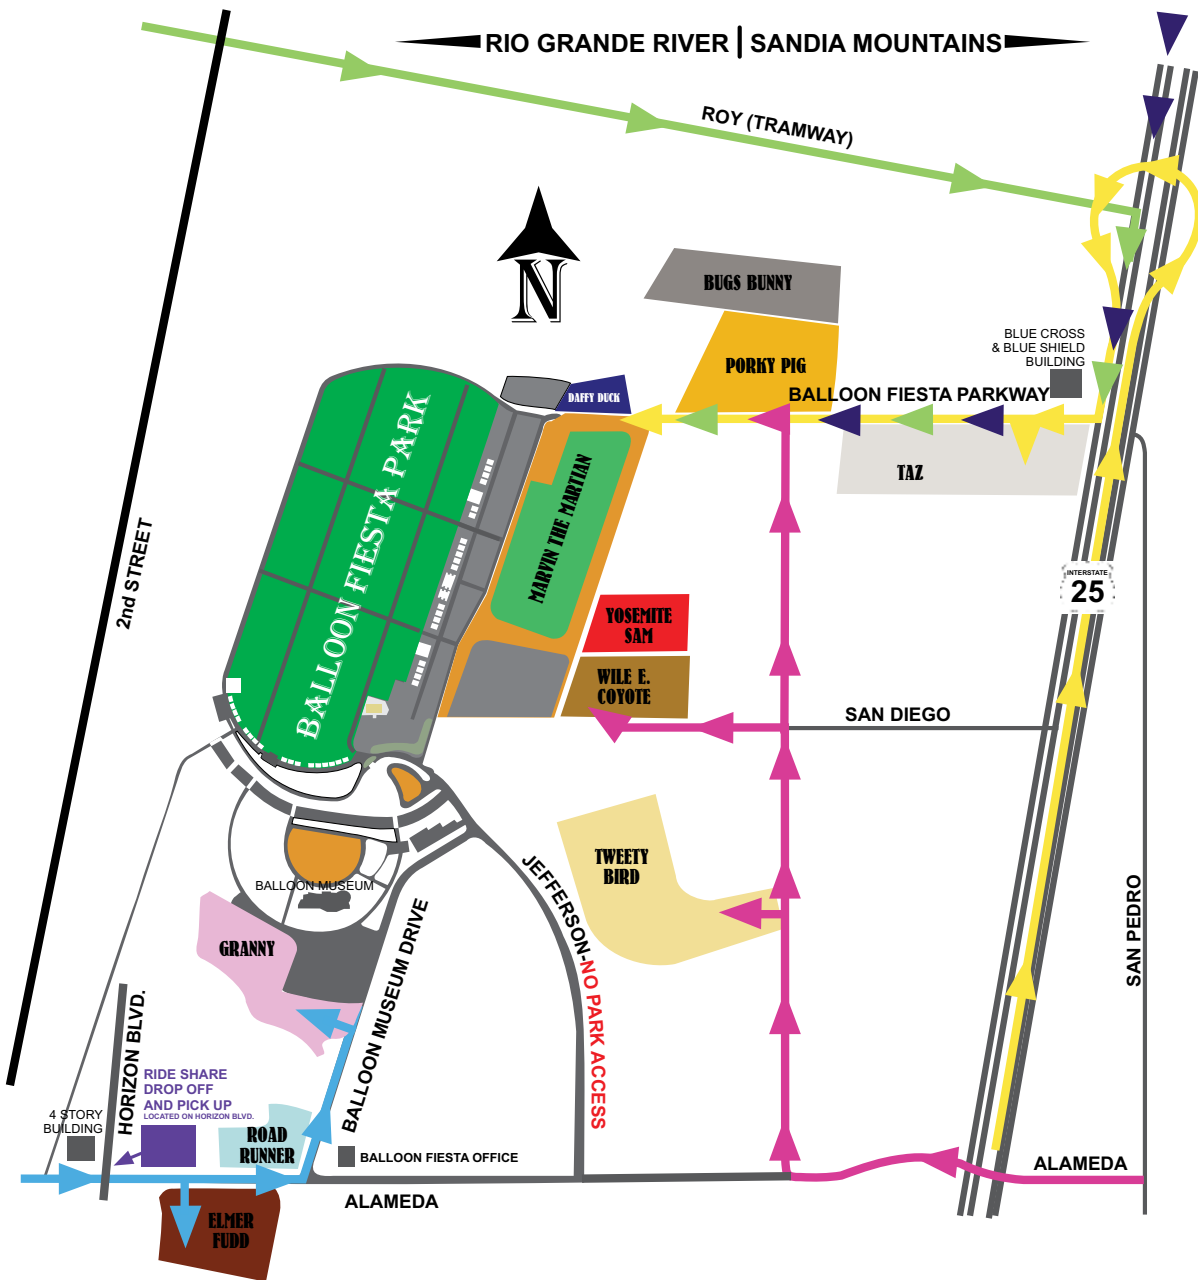 RIO GRANDE RIVER | SANDIA MOUNTAINS
ROY (TRAMWAY)
N
BUGS BUNNY
PORKY PIG
BLUE CROSS
& BLUE SHIELD
BUILDING
DAFFY DUCK
BALLOON FIESTA PARKWAY
TAZ
BALLOON FIESTA PARK
MARVIN THE MARTIAN
2nd STREET
INTERSTATE
25
YOSEMITE
SAM
WILE E.
COYOTE
SAN DIEGO
TWEETY
BIRD
JEFFERSON-NO PARK ACCESS
BALLOON MUSEUM
GRANNY
BALLOON MUSEUM DRIVE
SAN PEDRO
HORIZON BLVD.
RIDE SHARE
DROP OFF
AND PICK UP
LOCATED ON HORIZON BLVD.
4 STORY
BUILDING
ROAD
RUNNER
BALLOON FIESTA OFFICE
ALAMEDA
ALAMEDA
ELMER
FUDD